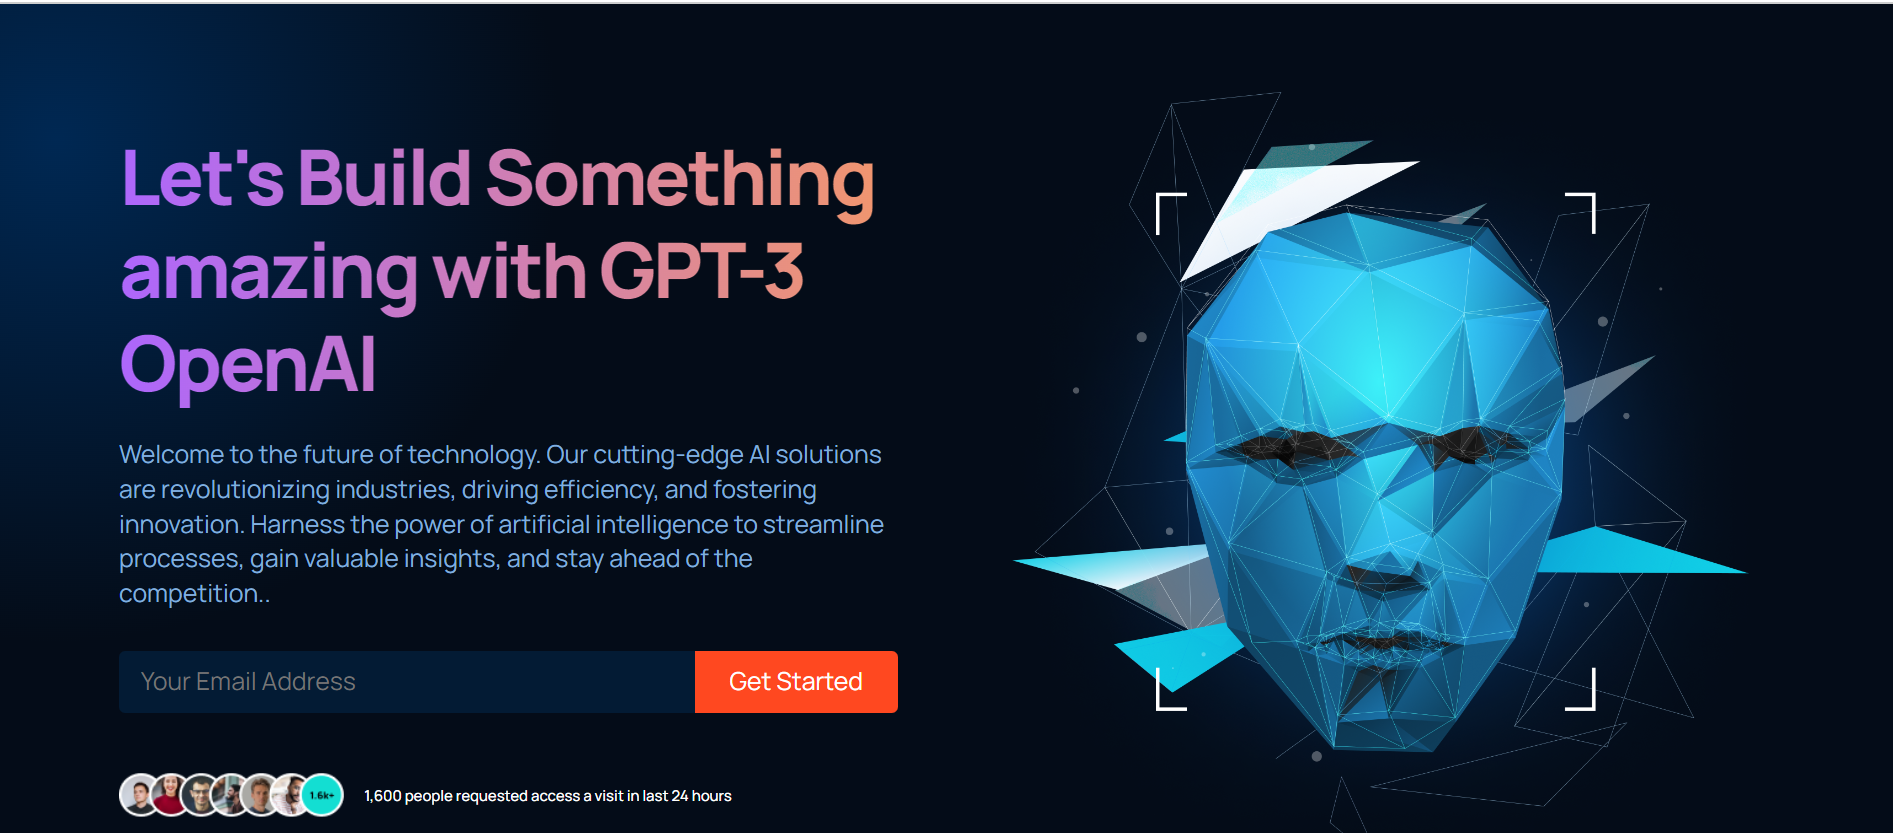 Let's Build Something
amazing with GPT-3
OpenAI
Welcome to the future of technology. Our cutting-edge AI solutions
are revolutionizing industries, driving efficiency, and fostering
innovation. Harness the power of artificial intelligence to streamline
processes, gain valuable insights, and stay ahead of the
competition..
Your Email Address
Get Started
1.6k+
1,600 people requested access a visit in last 24 hours